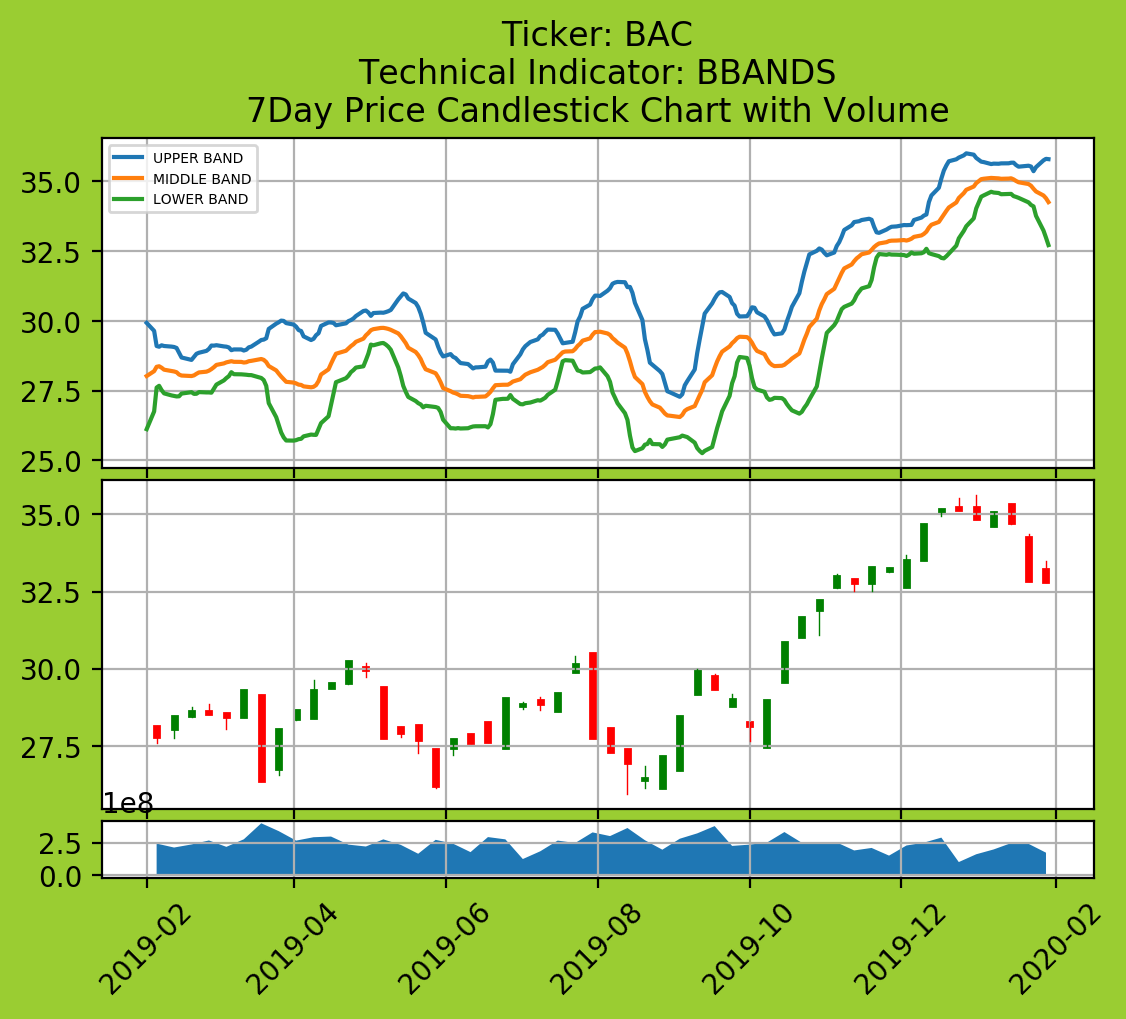 Ticker: BAC
Technical Indicator: BBANDS
7Day Price Candlestick Chart with Volume
UPPER BAND
MIDDLE BAND
LOWER BAND
35.0
32.5
30.0
27.5
25.0
35.0
32.5
30.0
27.5
1e8
2.5
0.0
2019-02
2019-04
2019-06
2019-08
2019-10
2019-12
2020-02